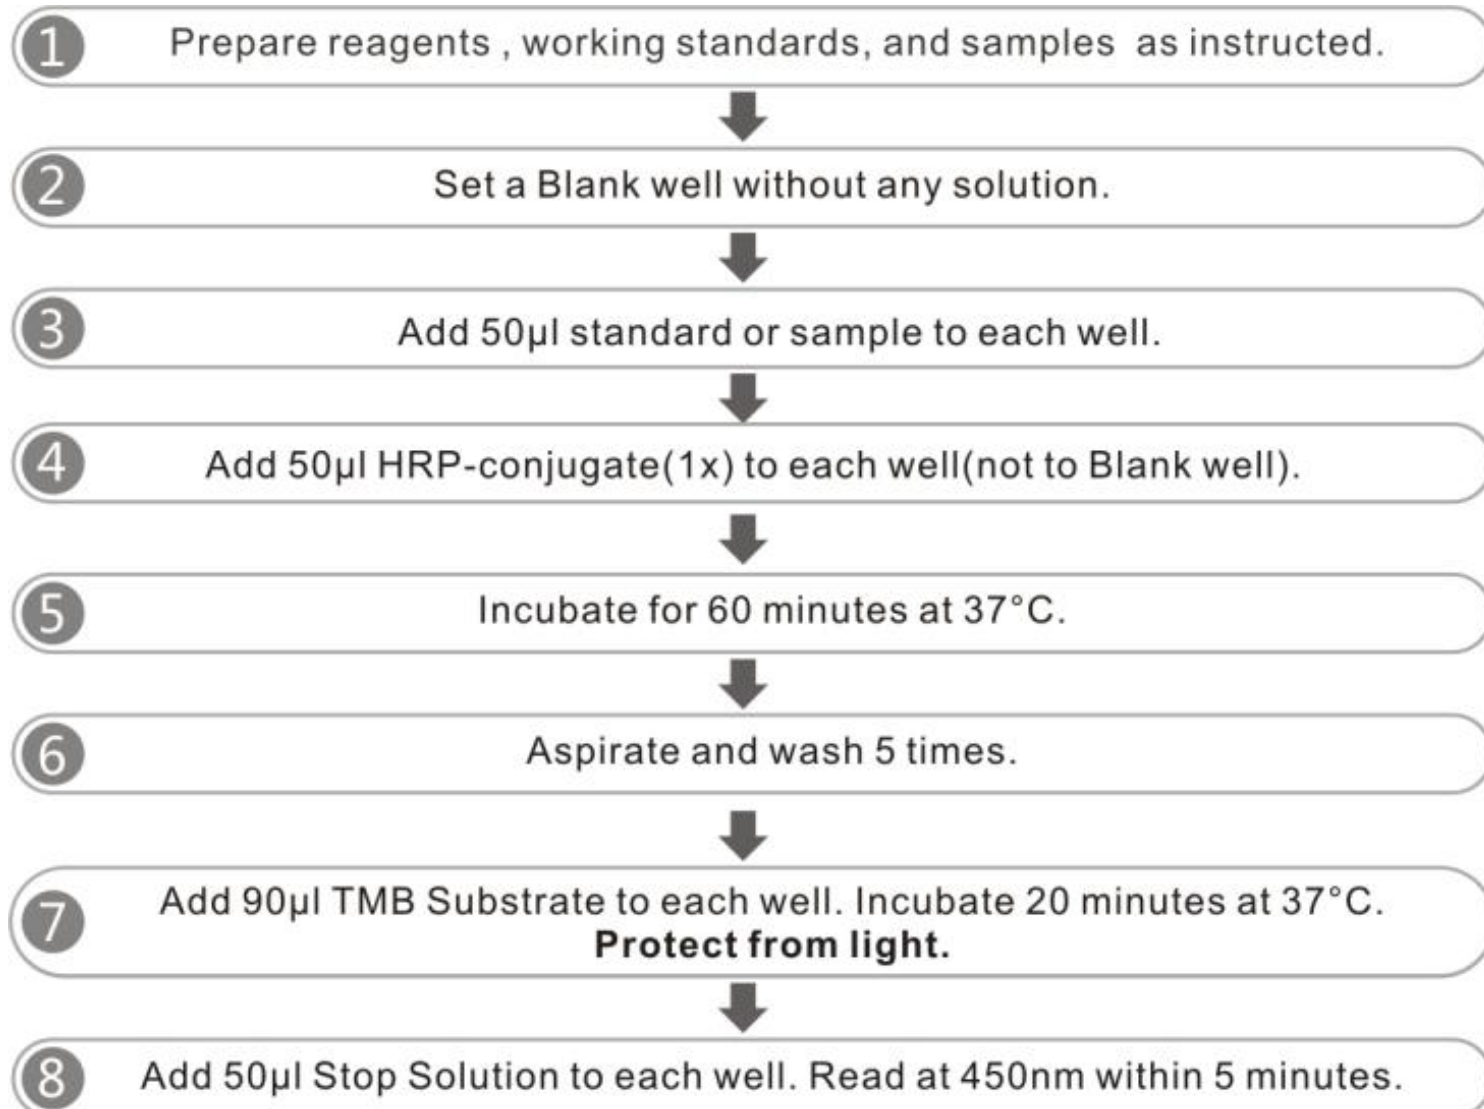 1 Prepare reagents , working standards, and samples as instructed.
2 Set a Blank well without any solution.
3 Add 50µl standard or sample to each well.
4 Add 50µl HRP-conjugate(1x) to each well(not to Blank well).
5 Incubate for 60 minutes at 37°C.
6 Aspirate and wash 5 times.
7 Add 90µl TMB Substrate to each well. Incubate 20 minutes at 37°C.
Protect from light.
8 Add 50µl Stop Solution to each well. Read at 450nm within 5 minutes.